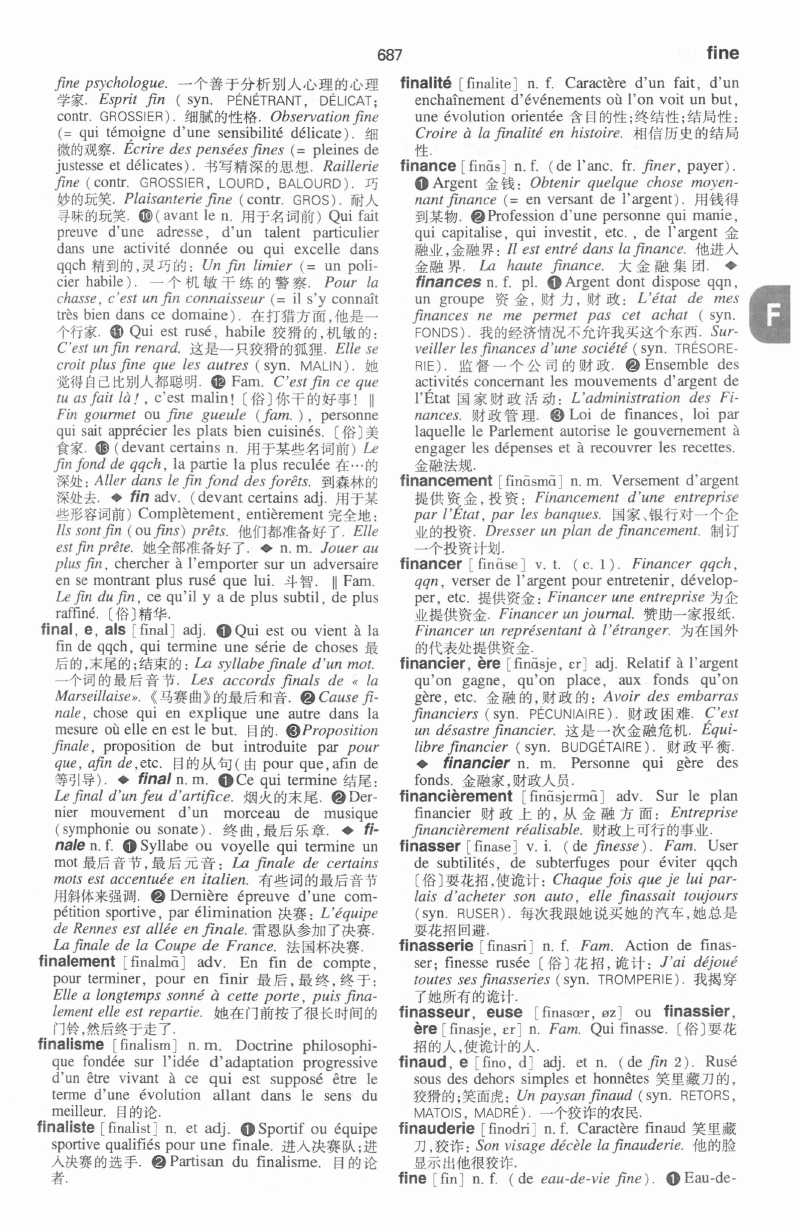 687
fine
fine psychologue. 一个善于分析别人心理的心理
学家. Esprit fin ( syn. PÉNÉTRANT, DÉLICAT;
contr. GROSSIER). 细腻的性格. Observation fine
(= qui témoigne d'une sensibilité délicate). 细
微的观察. Écrire des pensées fines (= pleines de
justesse et délicates). 书写精深的思想. Raillerie
fine (contr. GROSSIER, LOURD, BALOURD). 巧
妙的玩笑. Plaisanterie fine (contr. GROS). 耐人
寻味的玩笑. ❿(avant le n. 用于名词前) Qui fait
preuve d'une adresse, d'un talent particulier
dans une activité donnée ou qui excelle dans
qqch 精到的,灵巧的: Un fin limier (= un poli-
cier habile). 一个机敏干练的警察. Pour la
chasse, c'est un fin connaisseur (= il s'y connaît
très bien dans ce domaine). 在打猎方面,他是一
个行家. ⓫ Qui est rusé, habile 狡猾的,机敏的:
C'est un fin renard. 这是一只狡猾的狐狸. Elle se
croit plus fine que les autres (syn. MALIN). 她
觉得自己比别人都聪明. ⓬ Fam. C'est fin ce que
tu as fait là!, c'est malin! 〔俗〕你干的好事! ‖
Fin gourmet ou fine gueule (fam.), personne
qui sait apprécier les plats bien cuisinés. 〔俗〕美
食家. ⓭ (devant certains n. 用于某些名词前) Le
fin fond de qqch, la partie la plus reculée 在…的
深处: Aller dans le fin fond des forêts. 到森林的
深处去. ◆ fin adv. (devant certains adj. 用于某
些形容词前) Complètement, entièrement 完全地:
Ils sont fin (ou fins) prêts. 他们都准备好了. Elle
est fin prête. 她全部准备好了. ◆ n. m. Jouer au
plus fin, chercher à l'emporter sur un adversaire
en se montrant plus rusé que lui. 斗智. ‖ Fam.
Le fin du fin, ce qu'il y a de plus subtil, de plus
raffiné. 〔俗〕精华.
final, e, als [final] adj. ❶Qui est ou vient à la
fin de qqch, qui termine une série de choses 最
后的,末尾的;结束的: La syllabe finale d'un mot.
一个词的最后音节. Les accords finals de « la
Marseillaise».《马赛曲》的最后和音. ❷Cause fi-
nale, chose qui en explique une autre dans la
mesure où elle en est le but. 目的. ❸Proposition
finale, proposition de but introduite par pour
que, afin de,etc. 目的从句(由 pour que,afin de
等引导). ◆ final n. m. ❶Ce qui termine 结尾:
Le final d'un feu d'artifice. 烟火的末尾. ❷Der-
nier mouvement d'un morceau de musique
(symphonie ou sonate). 终曲,最后乐章. ◆ fi-
nale n. f. ❶Syllabe ou voyelle qui termine un
mot 最后音节,最后元音: La finale de certains
mots est accentuée en italien. 有些词的最后音节
用斜体来强调. ❷ Dernière épreuve d'une com-
pétition sportive, par élimination 决赛: L'équipe
de Rennes est allée en finale. 雷恩队参加了决赛.
La finale de la Coupe de France. 法国杯决赛.
finalement [finalmɑ̃] adv. En fin de compte,
pour terminer, pour en finir 最后,最终,终于:
Elle a longtemps sonné à cette porte, puis fina-
lement elle est repartie. 她在门前按了很长时间的
门铃,然后终于走了.
finalisme [finalism] n. m. Doctrine philosophi-
que fondée sur l'idée d'adaptation progressive
d'un être vivant à ce qui est supposé être le
terme d'une évolution allant dans le sens du
meilleur. 目的论.
finaliste [finalist] n. et adj. ❶Sportif ou équipe
sportive qualifiés pour une finale. 进入决赛队;进
入决赛的选手. ❷ Partisan du finalisme. 目的论
者.
finalité [finalite] n. f. Caractère d'un fait, d'un
enchaînement d'événements où l'on voit un but,
une évolution orientée 含目的性;终结性;结局性:
Croire à la finalité en histoire. 相信历史的结局
性.
finance [finɑ̃s] n. f. (de l'anc. fr. finer, payer).
❶ Argent 金钱: Obtenir quelque chose moyen-
nant finance (= en versant de l'argent). 用钱得
到某物. ❷Profession d'une personne qui manie,
qui capitalise, qui investit, etc., de l'argent 金
融业,金融界: Il est entré dans la finance. 他进入
金融界. La haute finance. 大金融集团. ◆
finances n. f. pl. ❶Argent dont dispose qqn,
un groupe 资金,财力,财政: L'état de mes
finances ne me permet pas cet achat (syn.
FONDS). 我的经济情况不允许我买这个东西. Sur-
veiller les finances d'une société (syn. TRÉSORE-
RIE). 监督一个公司的财政. ❷ Ensemble des
activités concernant les mouvements d'argent de
l'État 国家财政活动: L'administration des Fi-
nances. 财政管理. ❸ Loi de finances, loi par
laquelle le Parlement autorise le gouvernement à
engager les dépenses et à recouvrer les recettes.
金融法规.
financement [finɑ̃smɑ̃] n. m. Versement d'argent
提供资金,投资: Financement d'une entreprise
par l'État, par les banques. 国家、银行对一个企
业的投资. Dresser un plan de financement. 制订
一个投资计划.
financer [finɑ̃se] v. t. (c. 1). Financer qqch,
qqn, verser de l'argent pour entretenir, dévelop-
per, etc. 提供资金: Financer une entreprise 为企
业提供资金. Financer un journal. 赞助一家报纸.
Financer un représentant à l'étranger. 为在国外
的代表处提供资金.
financier, ère [finɑ̃sje, ɛr] adj. Relatif à l'argent
qu'on gagne, qu'on place, aux fonds qu'on
gère, etc. 金融的,财政的: Avoir des embarras
financiers (syn. PÉCUNIAIRE). 财政困难. C'est
un désastre financier. 这是一次金融危机. Équi-
libre financier (syn. BUDGÉTAIRE). 财政平衡.
◆ financier n. m. Personne qui gère des
fonds. 金融家,财政人员.
financièrement [finɑ̃sjɛrmɑ̃] adv. Sur le plan
financier 财政上的,从金融方面: Entreprise
financièrement réalisable. 财政上可行的事业.
finasser [finase] v. i. (de finesse). Fam. User
de subtilités, de subterfuges pour éviter qqch
〔俗〕耍花招,使诡计: Chaque fois que je lui par-
lais d'acheter son auto, elle finassait toujours
(syn. RUSER). 每次我跟她说买她的汽车,她总是
耍花招回避.
finasserie [finasri] n. f. Fam. Action de finas-
ser; finesse rusée 〔俗〕花招,诡计: J'ai déjoué
toutes ses finasseries (syn. TROMPERIE). 我揭穿
了她所有的诡计.
finasseur, euse [finasœr, øz] ou finassier,
ère [finasje, ɛr] n. Fam. Qui finasse. 〔俗〕耍花
招的人,使诡计的人.
finaud, e [fino, d] adj. et n. (de fin 2). Rusé
sous des dehors simples et honnêtes 笑里藏刀的,
狡猾的;笑面虎: Un paysan finaud (syn. RETORS,
MATOIS, MADRÉ). 一个狡诈的农民.
finauderie [finodri] n. f. Caractère finaud 笑里藏
刀,狡诈: Son visage décèle la finauderie. 他的脸
显示出他很狡诈.
fine [fin] n. f. (de eau-de-vie fine). ❶ Eau-de-
F